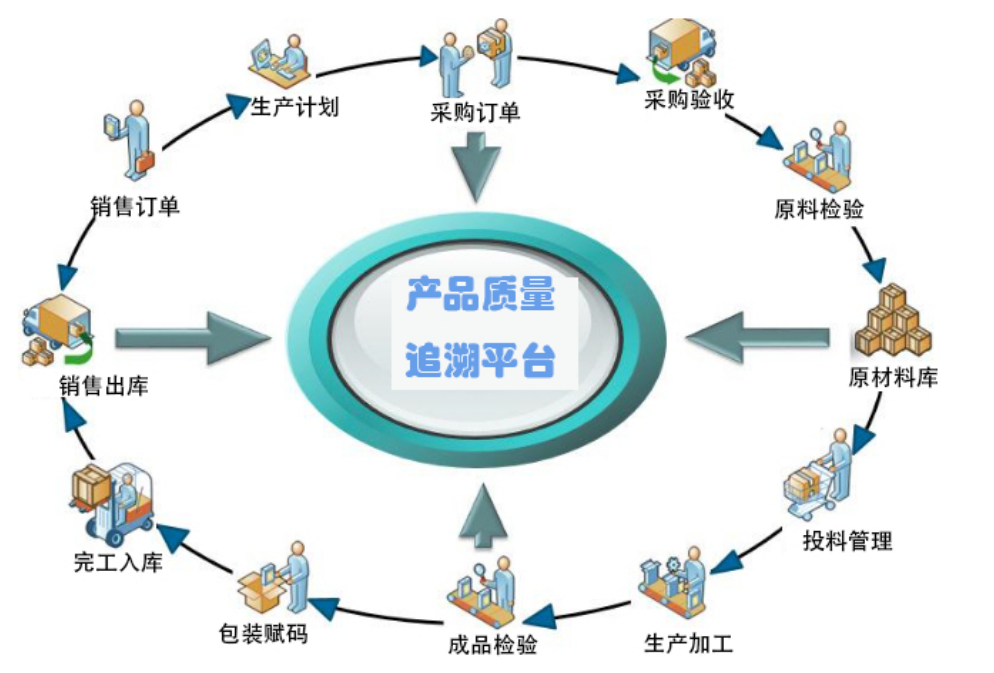 生产计划
采购订单
采购验收
销售订单
原料检验
产品质量
追溯平台
销售出库
原材料库
完工入库
投料管理
包装赋码
成品检验
生产加工